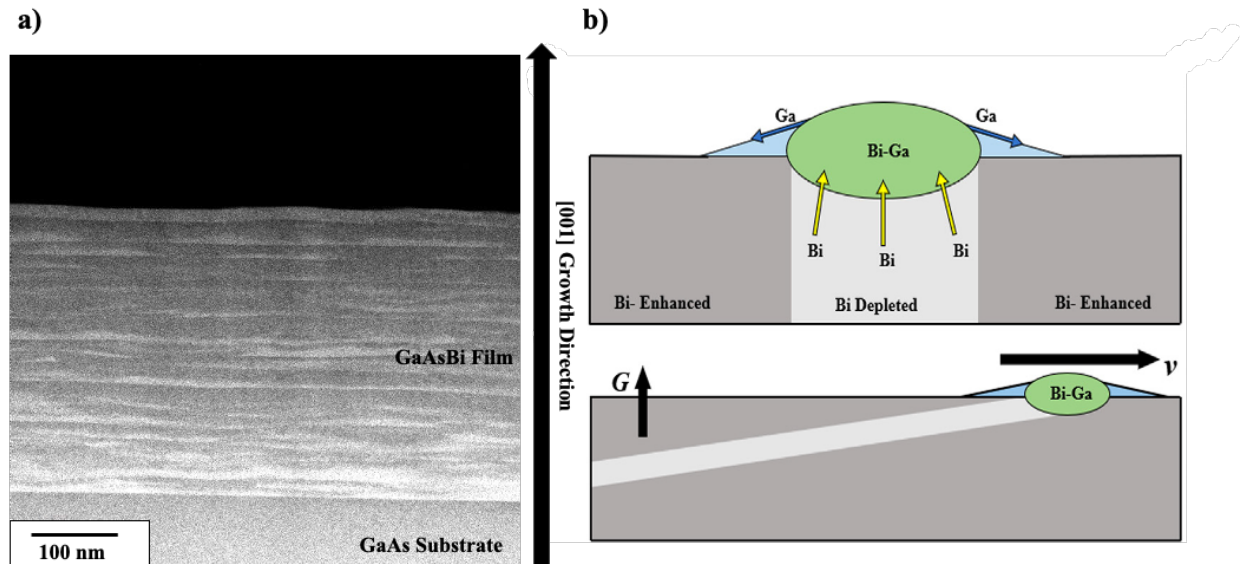 a)
GaAsBi Film
100 nm
GaAs Substrate
[001] Growth Direction
b)
Ga
Ga
Bi-Ga
Bi
Bi
Bi
Bi- Enhanced
Bi Depleted
Bi- Enhanced
G
v
Bi-Ga